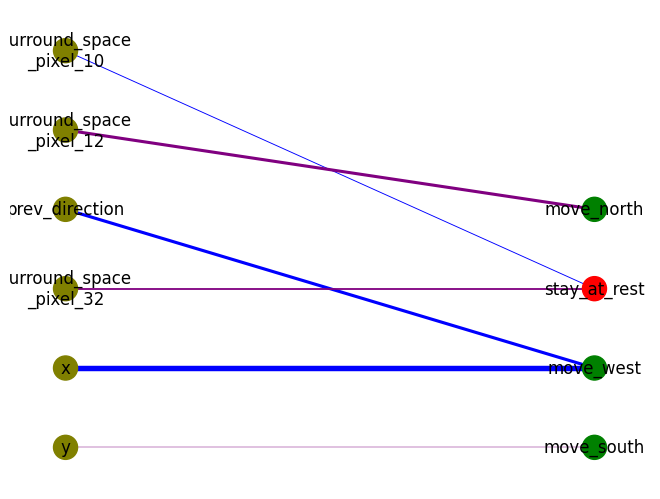 urround_space
_pixel_10
urround_space
_pixel_12
prev_direction
move_north
urround_space
_pixel_32
stay_at_rest
x
move_west
y
move_south